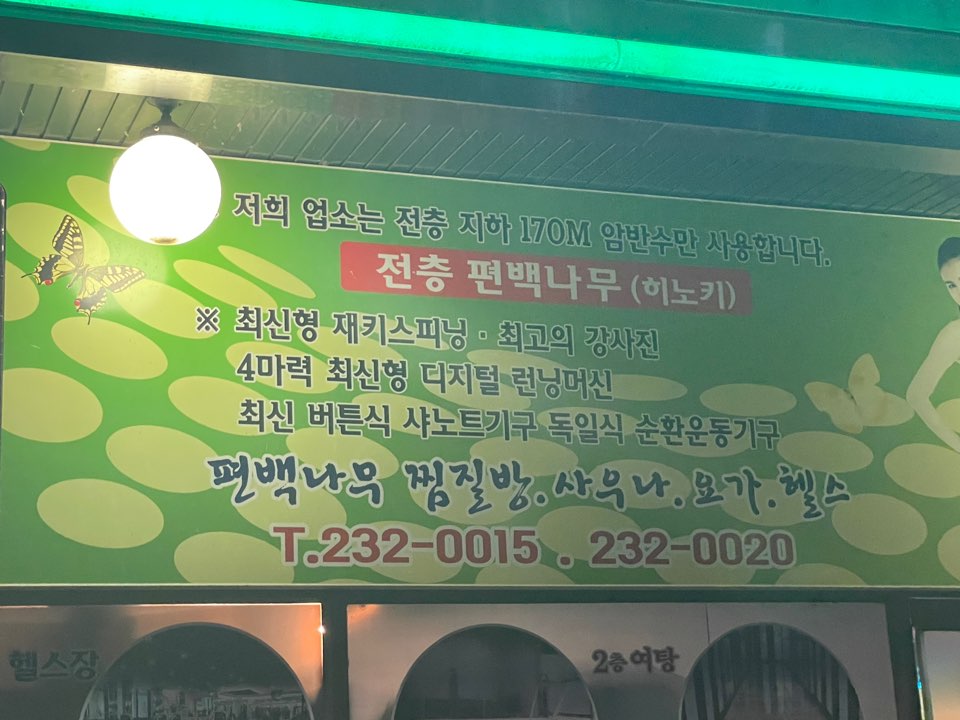 저희 업소는 전층 지하 170M 암반수만 사용합니다.
전층 편백나무 (히노키)
※ 최신형 재키스피닝 · 최고의 강사진
4마력 최신형 디지털 런닝머신
최신 버튼식 샤노트기구 독일식 순환운동기구
편백나무 찜질방.사우나.요가.헬스
T.232-0015 . 232-0020
헬스장
2층여탕